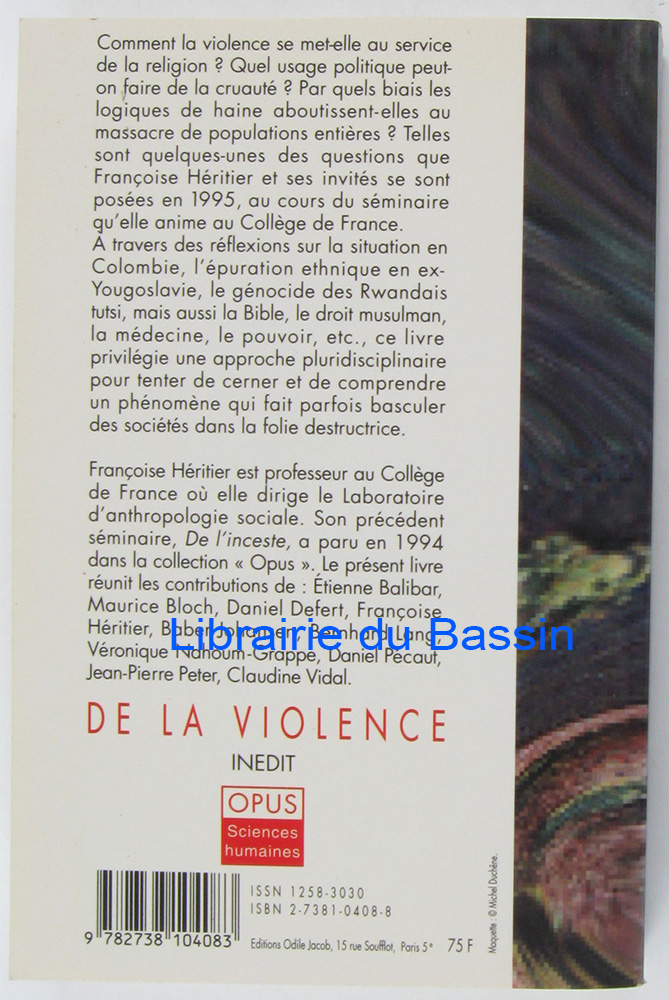 Comment la violence se met-elle au service
de la religion ? Quel usage politique peut-
on faire de la cruauté ? Par quels biais les
logiques de haine aboutissent-elles au
massacre de populations entières ? Telles
sont quelques-unes des questions que
Françoise Héritier et ses invités se sont
posées en 1995, au cours du séminaire
qu'elle anime au Collège de France.
A travers des réflexions sur la situation en
Colombie, l'épuration ethnique en ex-
Yougoslavie, le génocide des Rwandais
tutsi, mais aussi la Bible, le droit musulman,
la médecine, le pouvoir, etc., ce livre
privilégie une approche pluridisciplinaire
pour tenter de cerner et de comprendre
un phénomène qui fait parfois basculer
des sociétés dans la folie destructrice.
Françoise Héritier est professeur au Collège
de France où elle dirige le Laboratoire
d'anthropologie sociale. Son précédent
séminaire, De l'inceste, a paru en 1994
dans la collection « Opus ». Le présent livre
réunit les contributions de : Étienne Balibar,
Maurice Bloch, Daniel Defert, Françoise
Héritier, Baber Johansen, Bernhard Lang,
Librairie du Bassin
Véronique Nahoum-Grappe, Daniel Pécaut,
Jean-Pierre Peter, Claudine Vidal.
DE LA VIOLENCE
INEDIT
OPUS
Sciences
humaines
ISSN 1258-3030
ISBN 2-7381-0408-8
9 782738 104083
Editions Odile Jacob, 15 rue Soufflot, Paris 5e 75 F
Maquette : © Michel Duchêne.